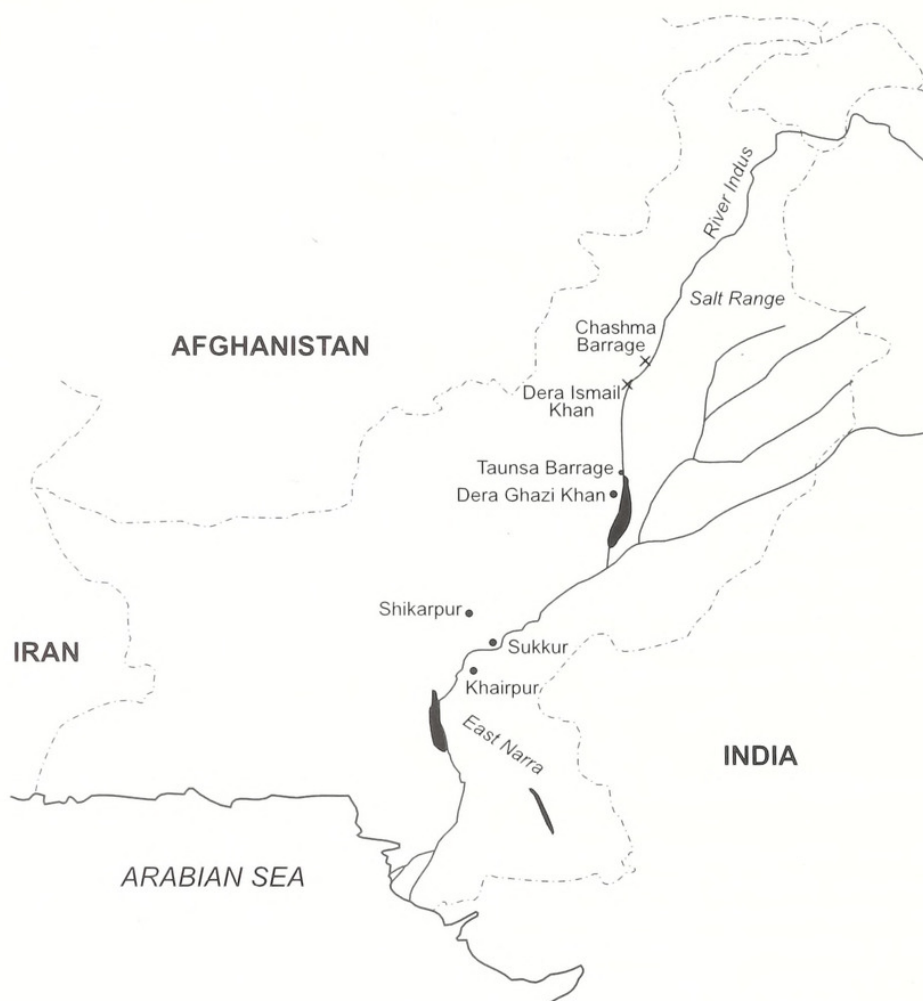 River Indus
Salt Range
Chashma
Barrage
AFGHANISTAN
Dera Ismail
Khan
Taunsa Barrage
Dera Ghazi Khan
Shikarpur
Sukkur
IRAN
Khairpur
East Narra
INDIA
ARABIAN SEA